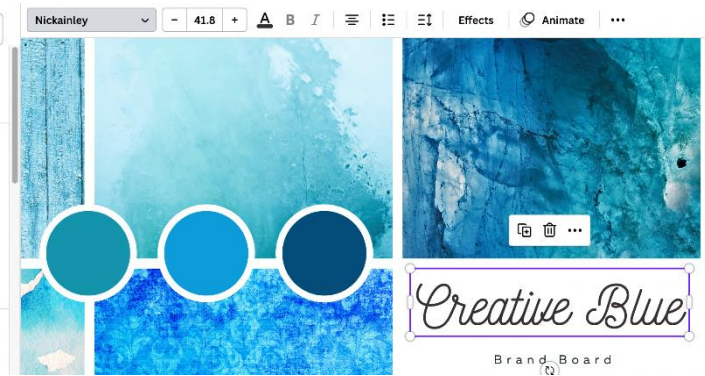 Nickainley − 41.8 + A B I Effects Animate
Creative Blue
Brand Board